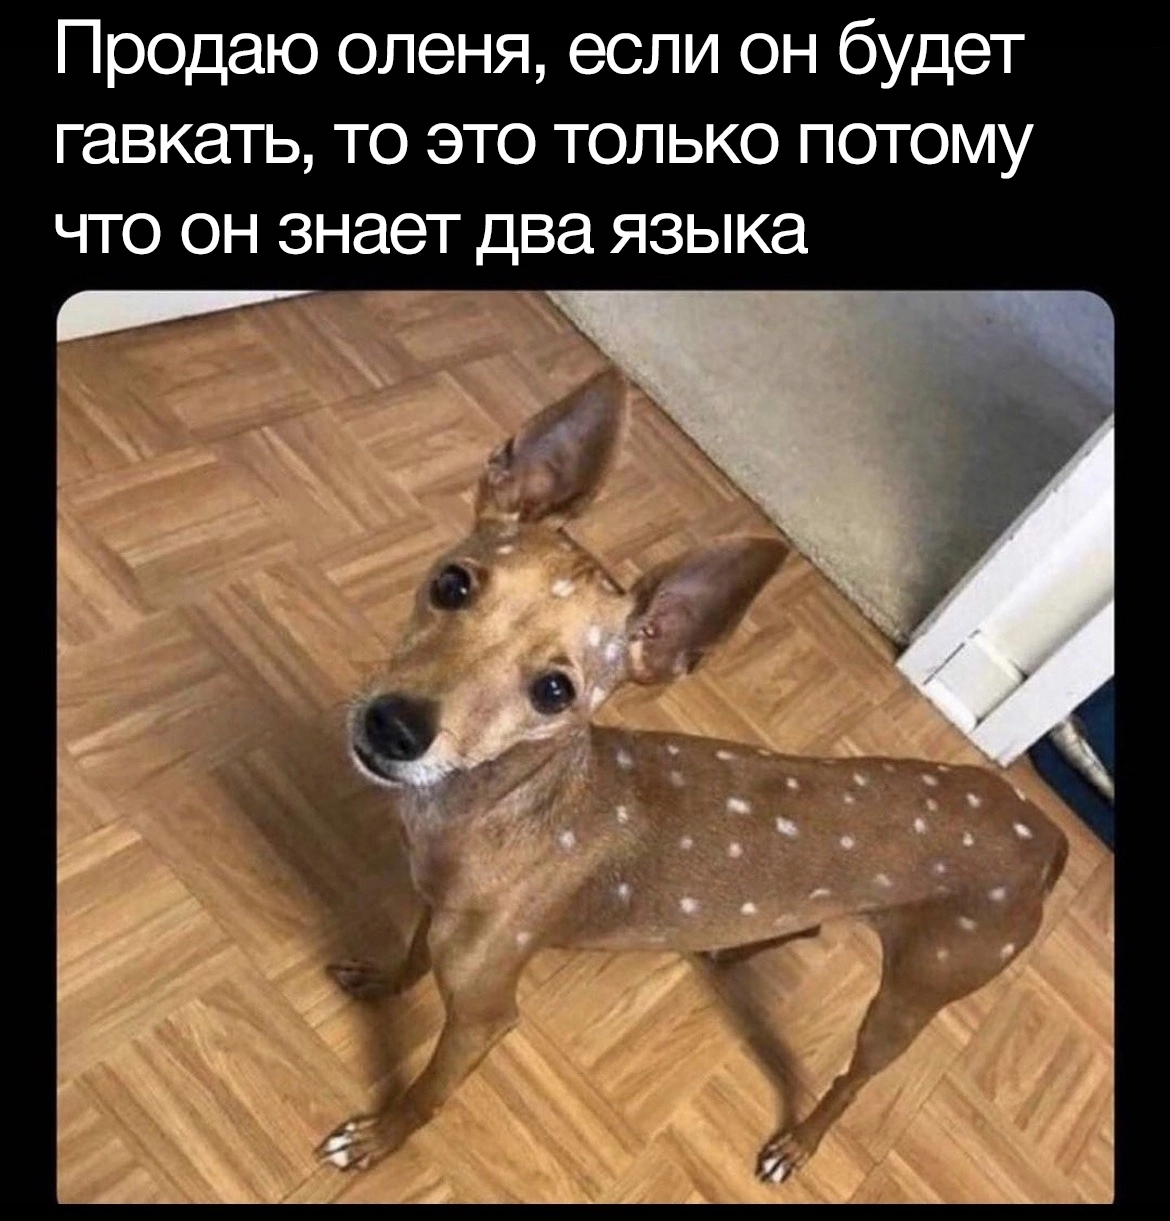 Продаю оленя, если он будет
гавкать, то это только потому
что он знает два языка